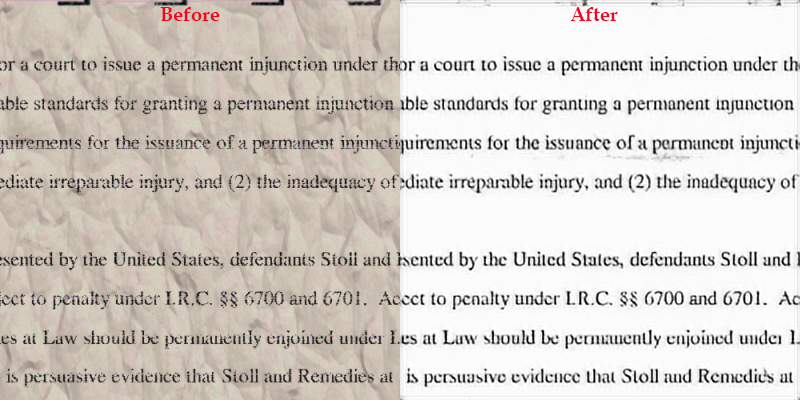 Before After
or a court to issue a permanent injunction under th
or a court to issue a permanent injunction under th
able standards for granting a permanent injunction
able standards for granting a permanent injunction
quirements for the issuance of a permanent injuncti
quirements for the issuance of a permanent injuncti
ediate irreparable injury, and (2) the inadequacy of
ediate irreparable injury, and (2) the inadequacy of
sented by the United States, defendants Stoll and
sented by the United States, defendants Stoll and
ject to penalty under I.R.C. §§ 6700 and 6701. Ac
ect to penalty under I.R.C. §§ 6700 and 6701. Ac
es at Law should be permanently enjoined under I.
es at Law should be permanently enjoined under I.
is persuasive evidence that Stoll and Remedies at
is persuasive evidence that Stoll and Remedies at